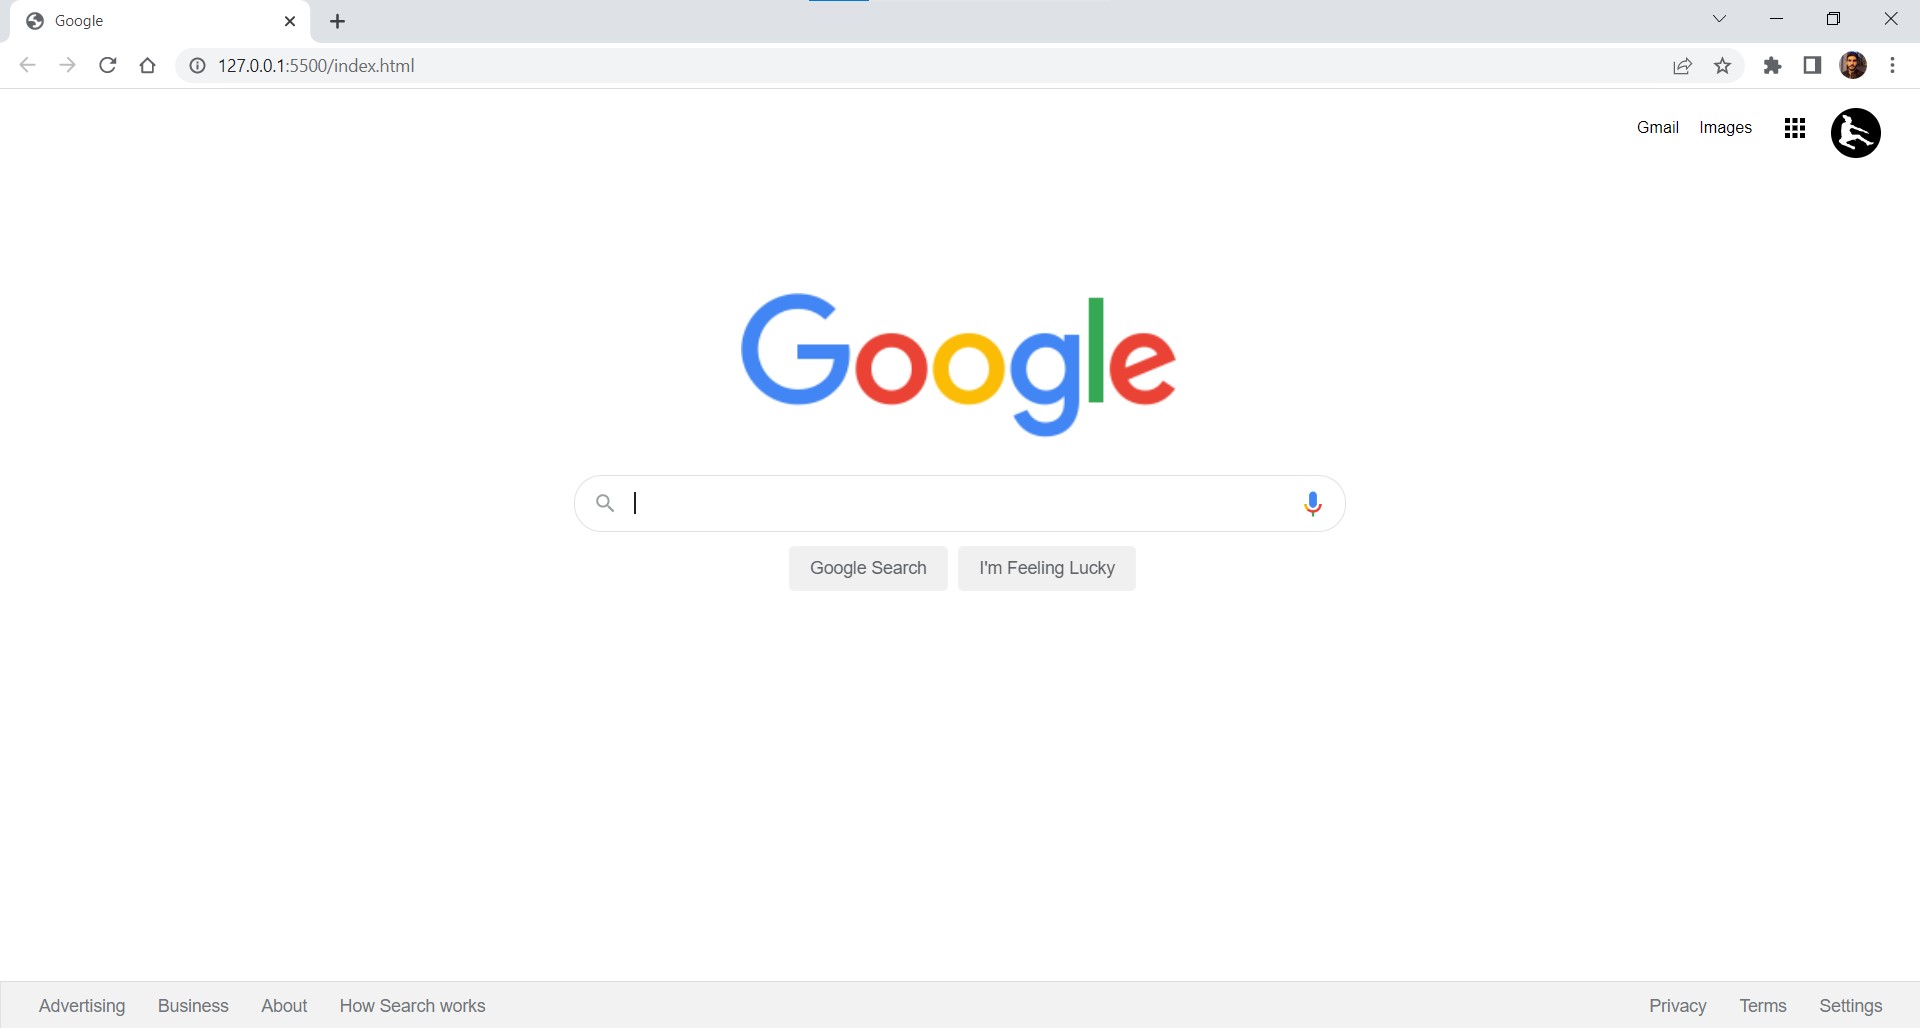 Google
127.0.0.1:5500/index.html
Gmail Images
Google
Google Search I'm Feeling Lucky
Advertising Business About How Search works Privacy Terms Settings